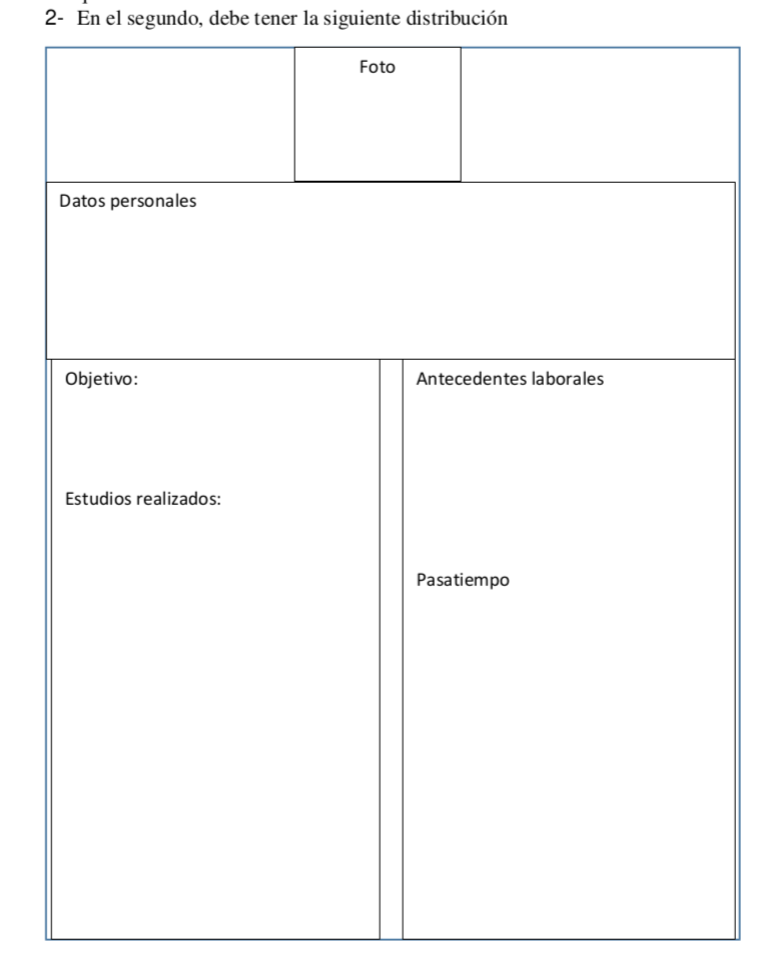 2- En el segundo, debe tener la siguiente distribución
Foto
Datos personales
Objetivo:
Estudios realizados:
Antecedentes laborales
Pasatiempo